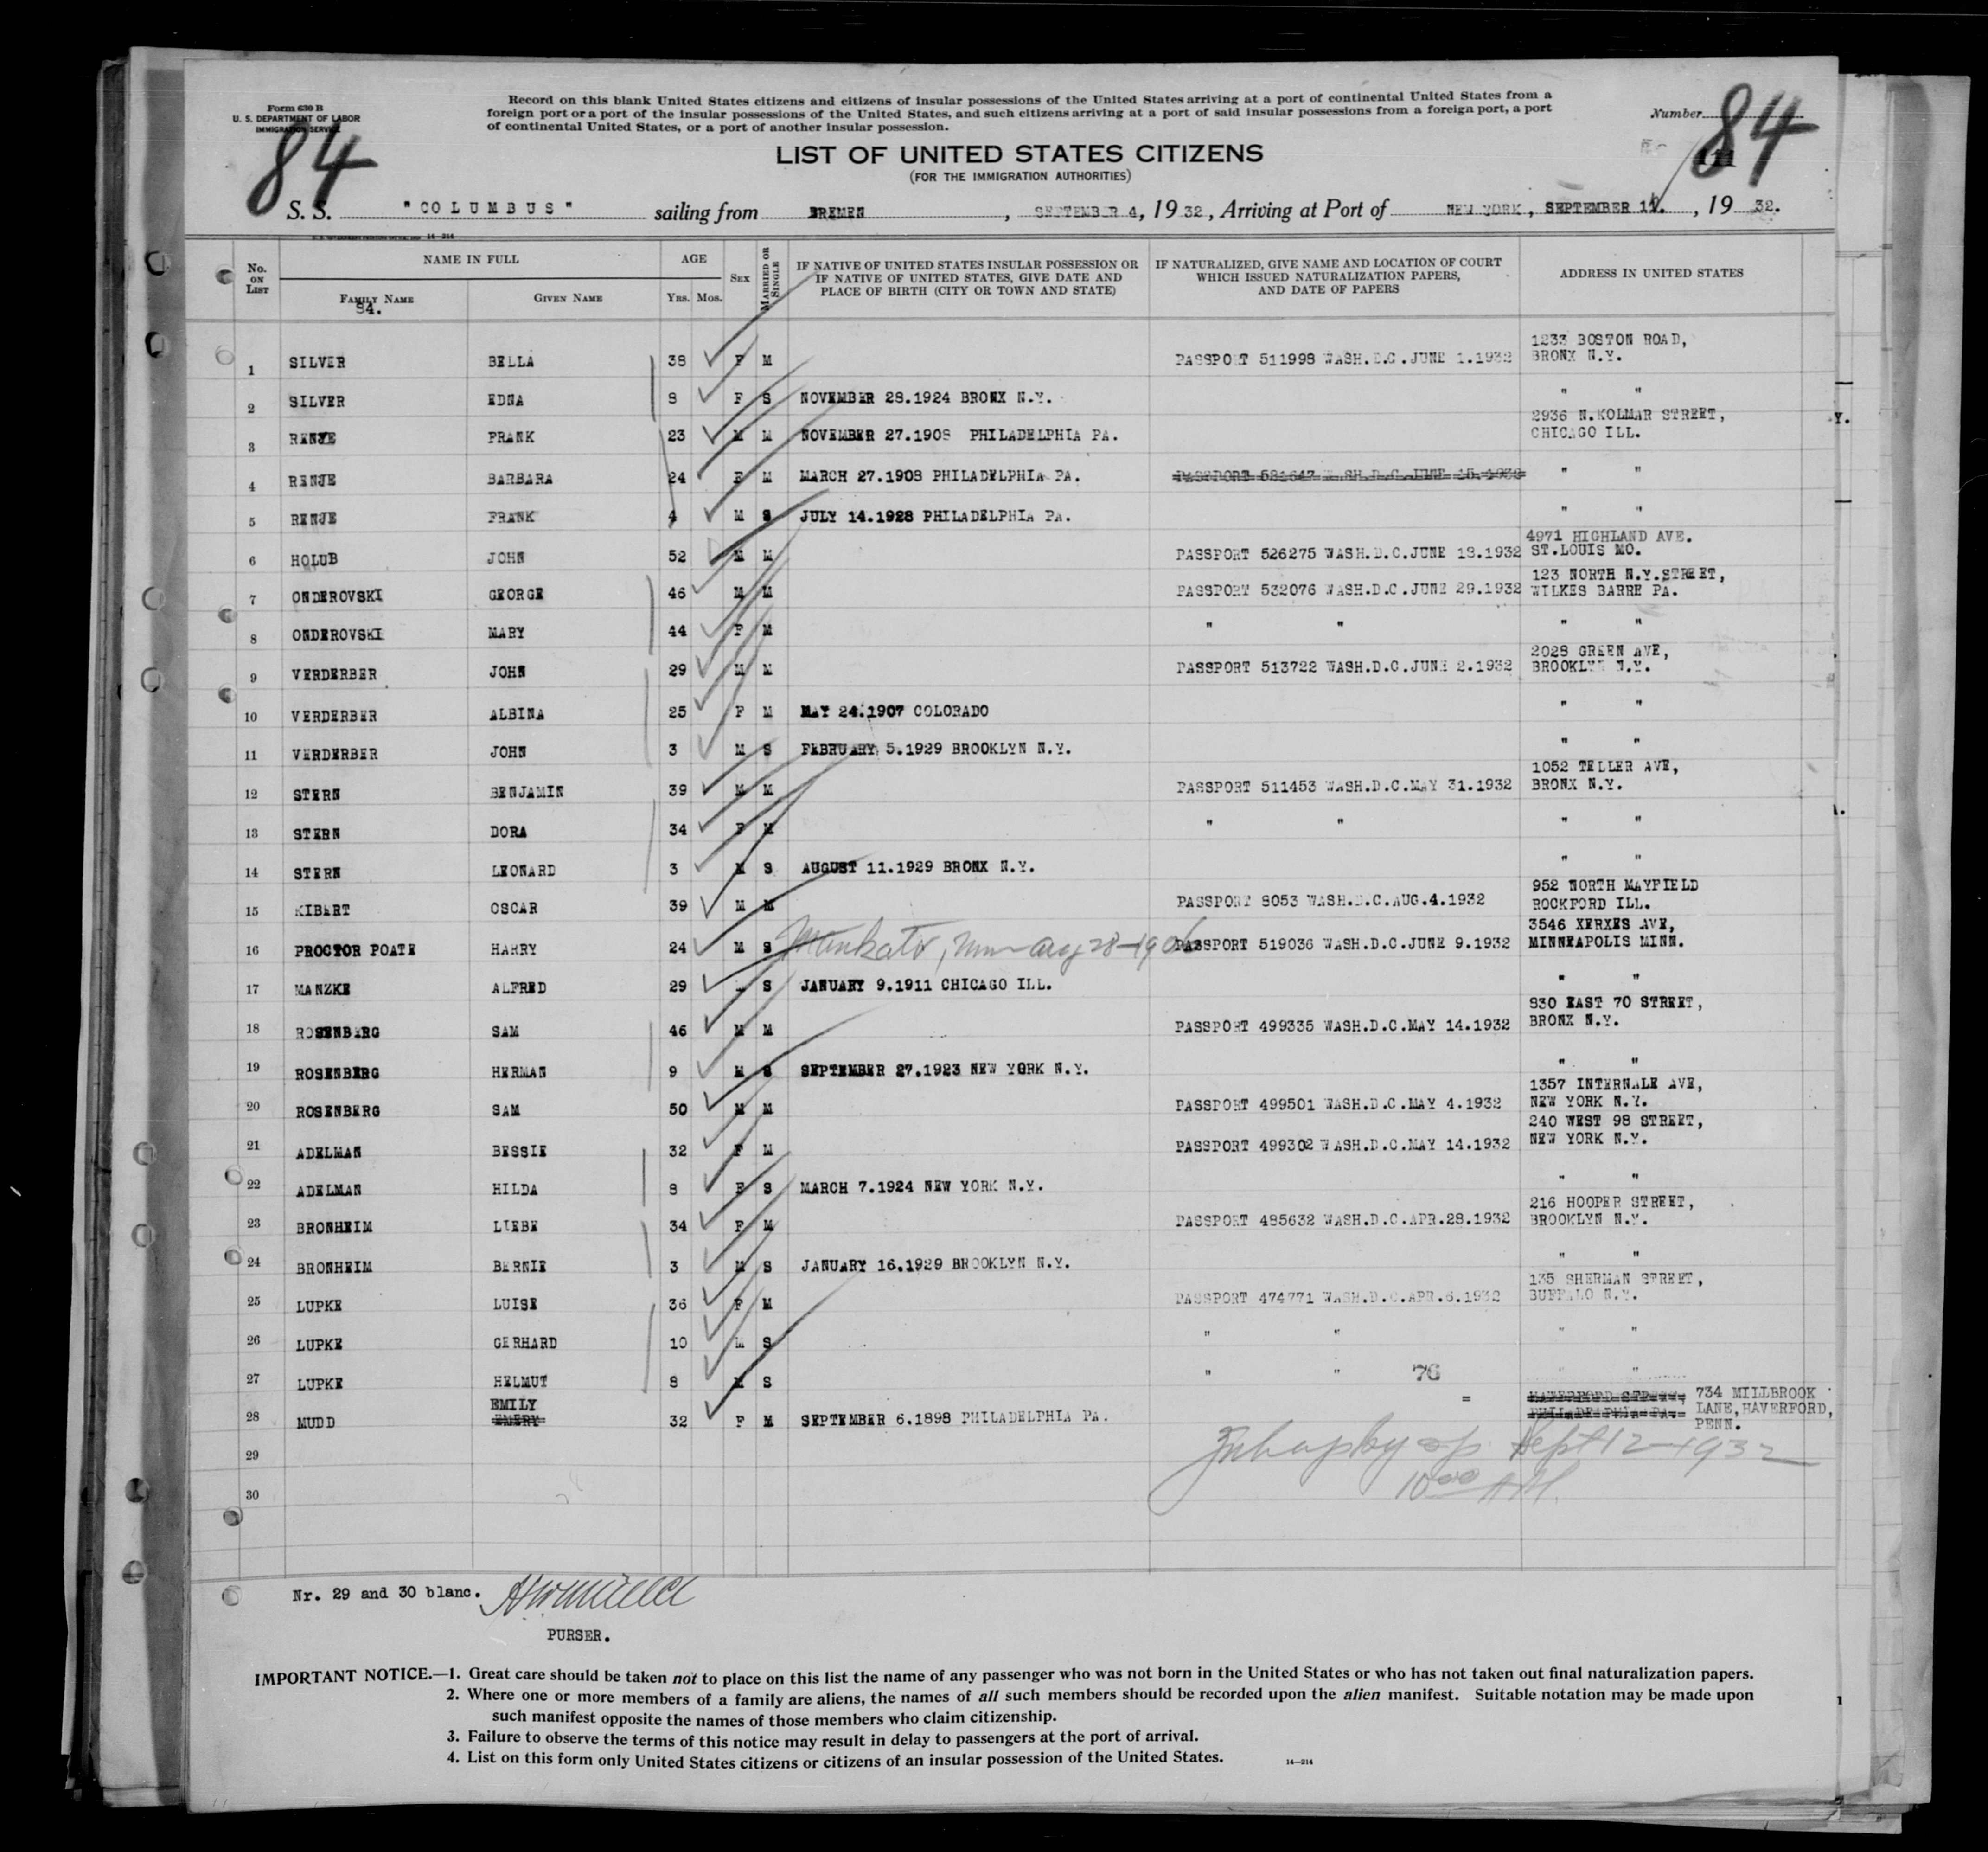 Form 630 B
U. S. DEPARTMENT OF LABOR
IMMIGRATION SERVICE
Record on this blank United States citizens and citizens of insular possessions of the United States arriving at a port of continental United States from a
foreign port or a port of the insular possessions of the United States, and such citizens arriving at a port of said insular possessions from a foreign port, a port
of continental United States, or a port of another insular possession.
Number 84
84
LIST OF UNITED STATES CITIZENS
(FOR THE IMMIGRATION AUTHORITIES)
S. S. "COLUMBUS" sailing from BREMEN, SEPTEMBER 4, 1932, Arriving at Port of NEW YORK, SEPTEMBER, 1932.
No. ON LIST
NAME IN FULL
FAMILY NAME
84.
GIVEN NAME
AGE
YRS. MOS.
SEX
MARRIED OR SINGLE
IF NATIVE OF UNITED STATES INSULAR POSSESSION OR
IF NATIVE OF UNITED STATES, GIVE DATE AND
PLACE OF BIRTH (CITY OR TOWN AND STATE)
IF NATURALIZED, GIVE NAME AND LOCATION OF COURT
WHICH ISSUED NATURALIZATION PAPERS,
AND DATE OF PAPERS
ADDRESS IN UNITED STATES
1 SILVER BELLA 38 F M PASSPORT 511998 WASH.D.C.JUNE 1.1932 1233 BOSTON ROAD,
BRONX N.Y.
2 SILVER EDNA 8 F S NOVEMBER 28.1924 BRONX N.Y. " "
3 RENJE FRANK 23 M M NOVEMBER 27.1908 PHILADELPHIA PA. 2936 N.KOLMAR STREET,
CHICAGO ILL.
4 RENJE BARBARA 24 F M MARCH 27.1908 PHILADELPHIA PA. " "
5 RENJE FRANK 4 M S JULY 14.1928 PHILADELPHIA PA. " "
6 HOLUB JOHN 52 M M PASSPORT 526275 WASH.D.C.JUNE 18.1932 4971 HIGHLAND AVE.
ST.LOUIS MO.
7 ONDEROVSKI GEORGE 46 M M PASSPORT 532076 WASH.D.C.JUNE 29.1932 123 NORTH N.Y.STREET,
WILKES BARRE PA.
8 ONDEROVSKI MARY 44 F M " " " "
9 VERDERBER JOHN 29 M M PASSPORT 513722 WASH.D.C.JUNE 2.1932 2028 GREEN AVE,
BROOKLYN N.Y.
10 VERDERBER ALBINA 25 F M MAY 24.1907 COLORADO " "
11 VERDERBER JOHN 3 M S FEBRUARY 5.1929 BROOKLYN N.Y. " "
12 STERN BENJAMIN 39 M M PASSPORT 511453 WASH.D.C.MAY 31.1932 1052 TELLER AVE,
BRONX N.Y.
13 STERN DORA 34 F M " " " "
14 STERN LEONARD 3 M S AUGUST 11.1929 BRONX N.Y. " "
15 KIBERT OSCAR 39 M M PASSPORT 8053 WASH.D.C.AUG.4.1932 952 NORTH MAYFIELD
ROCKFORD ILL.
16 PROCTOR POATE HARRY 24 M S Mankato, Minn Aug 28-1906 PASSPORT 519036 WASH.D.C.JUNE 9.1932 3546 XERXES AVE,
MINNEAPOLIS MINN.
17 MANZKE ALFRED 29 S JANUARY 9.1911 CHICAGO ILL. " "
18 ROSENBERG SAM 46 M M PASSPORT 499335 WASH.D.C.MAY 14.1932 830 EAST 70 STREET,
BRONX N.Y.
19 ROSENBERG HERMAN 9 M S SEPTEMBER 27.1923 NEW YORK N.Y. " "
20 ROSENBERG SAM 50 M M PASSPORT 499501 WASH.D.C.MAY 4.1932 1357 INTERNALE AVE,
NEW YORK N.Y.
21 ADELMAN BESSIE 32 F M PASSPORT 499302 WASH.D.C.MAY 14.1932 240 WEST 98 STREET,
NEW YORK N.Y.
22 ADELMAN HILDA 8 F S MARCH 7.1924 NEW YORK N.Y. " "
23 BRONHEIM LIEBE 34 F M PASSPORT 485632 WASH.D.C.APR.28.1932 216 HOOPER STREET,
BROOKLYN N.Y.
24 BRONHEIM BERNIE 3 M S JANUARY 16.1929 BROOKLYN N.Y. " "
25 LUPKE LUISE 36 F M PASSPORT 474771 WASH.D.C.APR.6.1932 135 SHERMAN STREET,
BUFFALO N.Y.
26 LUPKE GERHARD 10 M S " " " "
27 LUPKE HELMUT 8 M S " " 76 " "
28 MUDD EMILY EMERY 32 F M SEPTEMBER 6.1898 PHILADELPHIA PA. = 734 MILLBROOK
LANE, HAVERFORD,
PENN.
29 Sept 12-1932
30 10 00 AM.
Nr. 29 and 30 blanc.
PURSER.
IMPORTANT NOTICE.—1. Great care should be taken not to place on this list the name of any passenger who was not born in the United States or who has not taken out final naturalization papers.
2. Where one or more members of a family are aliens, the names of all such members should be recorded upon the alien manifest. Suitable notation may be made upon
such manifest opposite the names of those members who claim citizenship.
3. Failure to observe the terms of this notice may result in delay to passengers at the port of arrival.
4. List on this form only United States citizens or citizens of an insular possession of the United States.
14—214